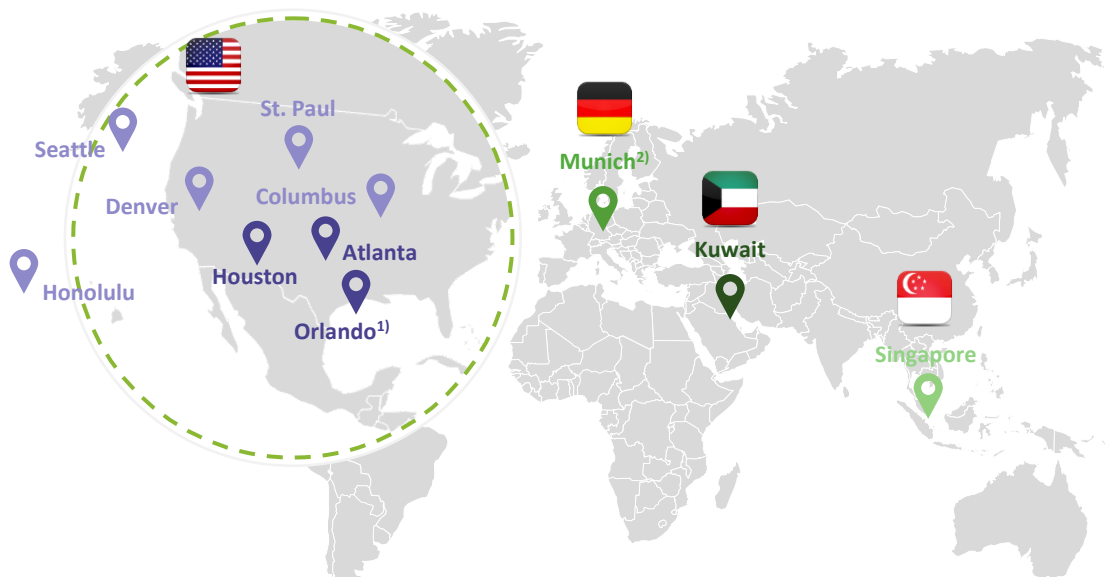 St. Paul
Seattle
Denver
Columbus
Houston
Atlanta
Honolulu
Orlando¹⁾
Munich²⁾
Kuwait
Singapore